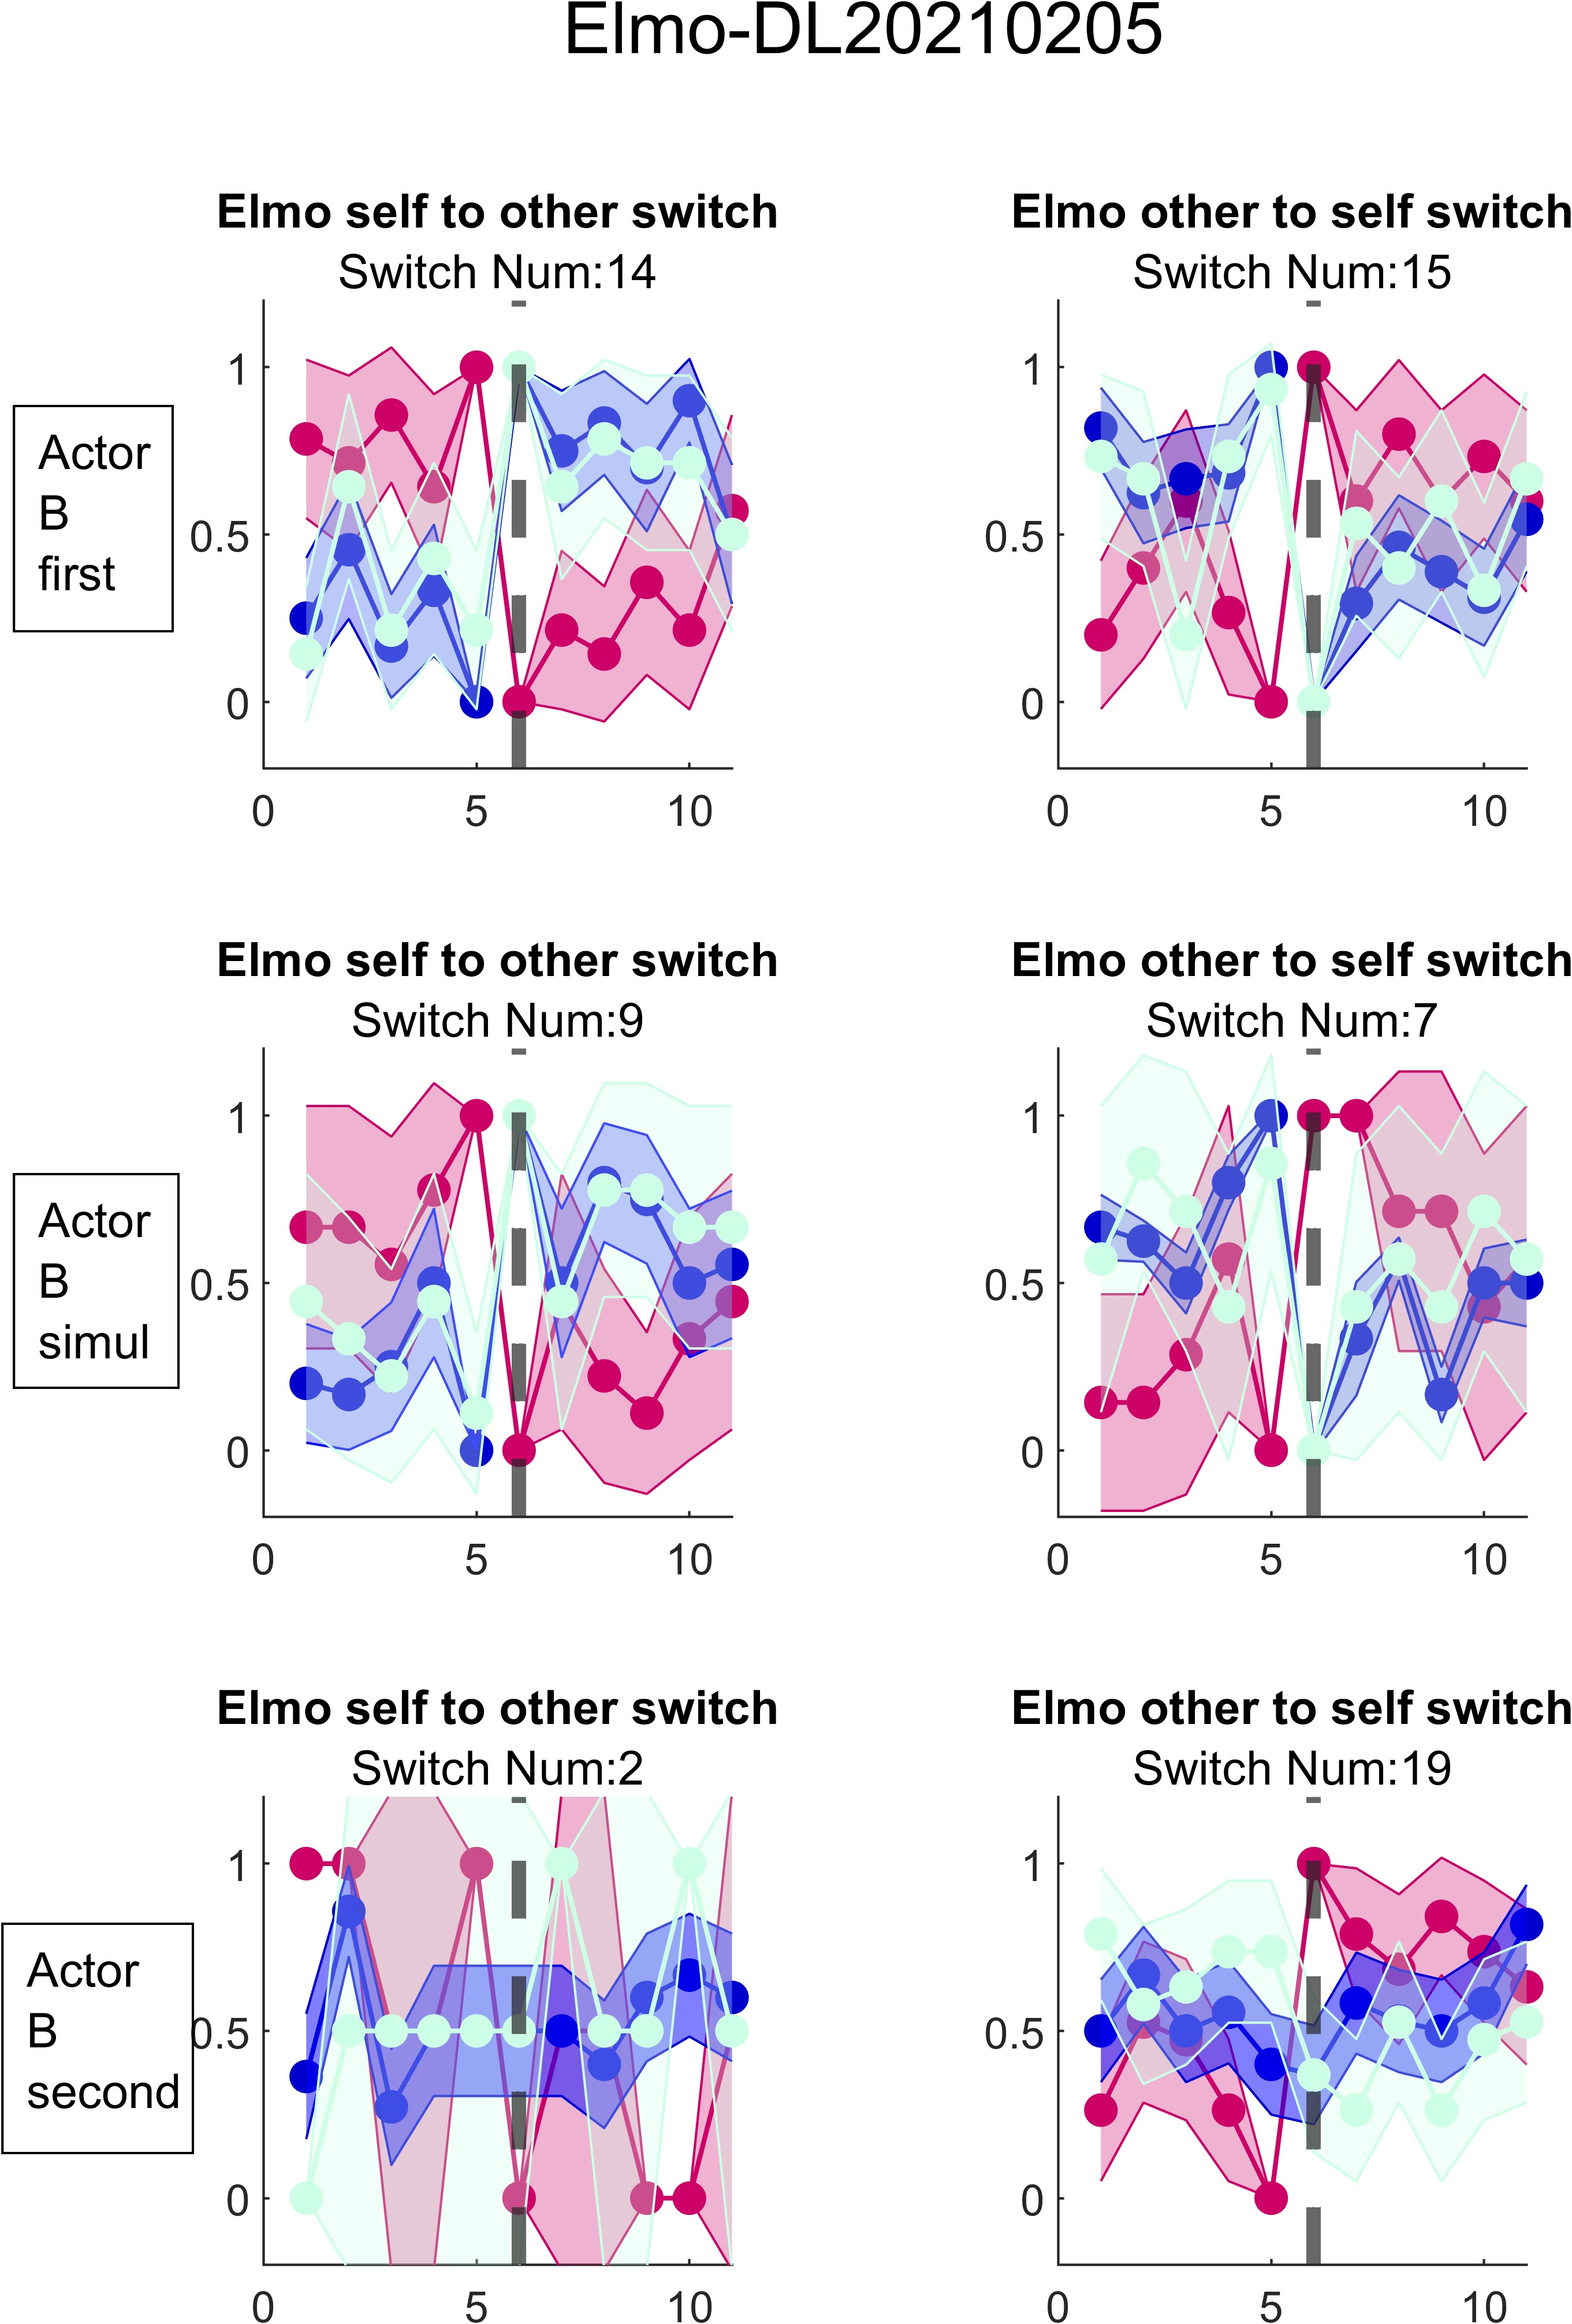 Elmo-DL20210205
Elmo self to other switch
Switch Num:14
Elmo other to self switch
Switch Num:15
Actor
B
first
1
0.5
0
0
5
10
1
0.5
0
0
5
10
Elmo self to other switch
Switch Num:9
Elmo other to self switch
Switch Num:7
Actor
B
simul
1
0.5
0
0
5
10
1
0.5
0
0
5
10
Elmo self to other switch
Switch Num:2
Elmo other to self switch
Switch Num:19
Actor
B
second
1
0.5
0
0
5
10
1
0.5
0
0
5
10